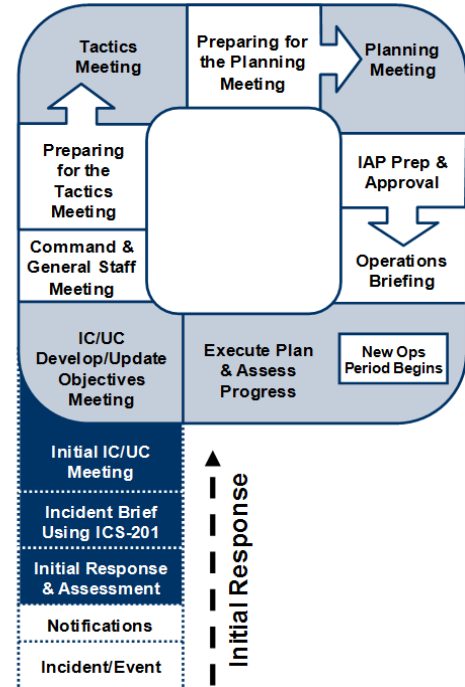 Tactics
Meeting
Preparing for
the Planning
Meeting
Planning
Meeting
Preparing
for the
Tactics
Meeting
IAP Prep &
Approval
Command &
General Staff
Meeting
Operations
Briefing
IC/UC
Develop/Update
Objectives
Meeting
Execute Plan
& Assess
Progress
New Ops
Period Begins
Initial IC/UC
Meeting
Incident Brief
Using ICS-201
Initial Response
& Assessment
Notifications
Incident/Event
Initial Response